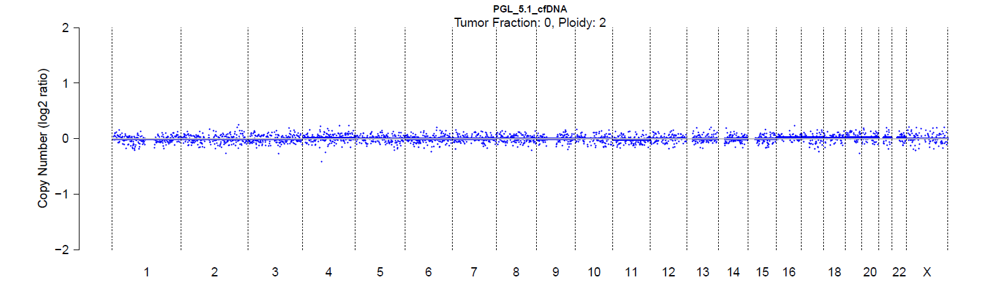 PGL_5.1_cfDNA
Tumor Fraction: 0, Ploidy: 2
Copy Number (log2 ratio)
2
1
0
−1
−2
1 2 3 4 5 6 7 8 9 10 11 12 13 14 15 16 18 20 22 X